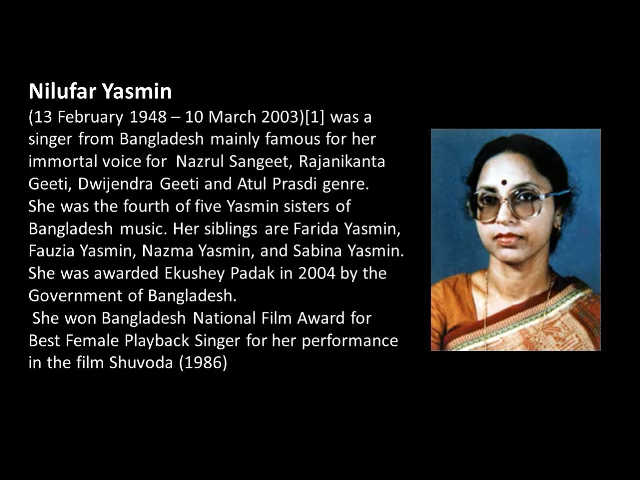 Nilufar Yasmin
(13 February 1948 – 10 March 2003)[1] was a
singer from Bangladesh mainly famous for her
immortal voice for  Nazrul Sangeet, Rajanikanta
Geeti, Dwijendra Geeti and Atul Prasdi genre.
She was the fourth of five Yasmin sisters of
Bangladesh music. Her siblings are Farida Yasmin,
Fauzia Yasmin, Nazma Yasmin, and Sabina Yasmin.
She was awarded Ekushey Padak in 2004 by the
Government of Bangladesh.
She won Bangladesh National Film Award for
Best Female Playback Singer for her performance
in the film Shuvoda (1986)